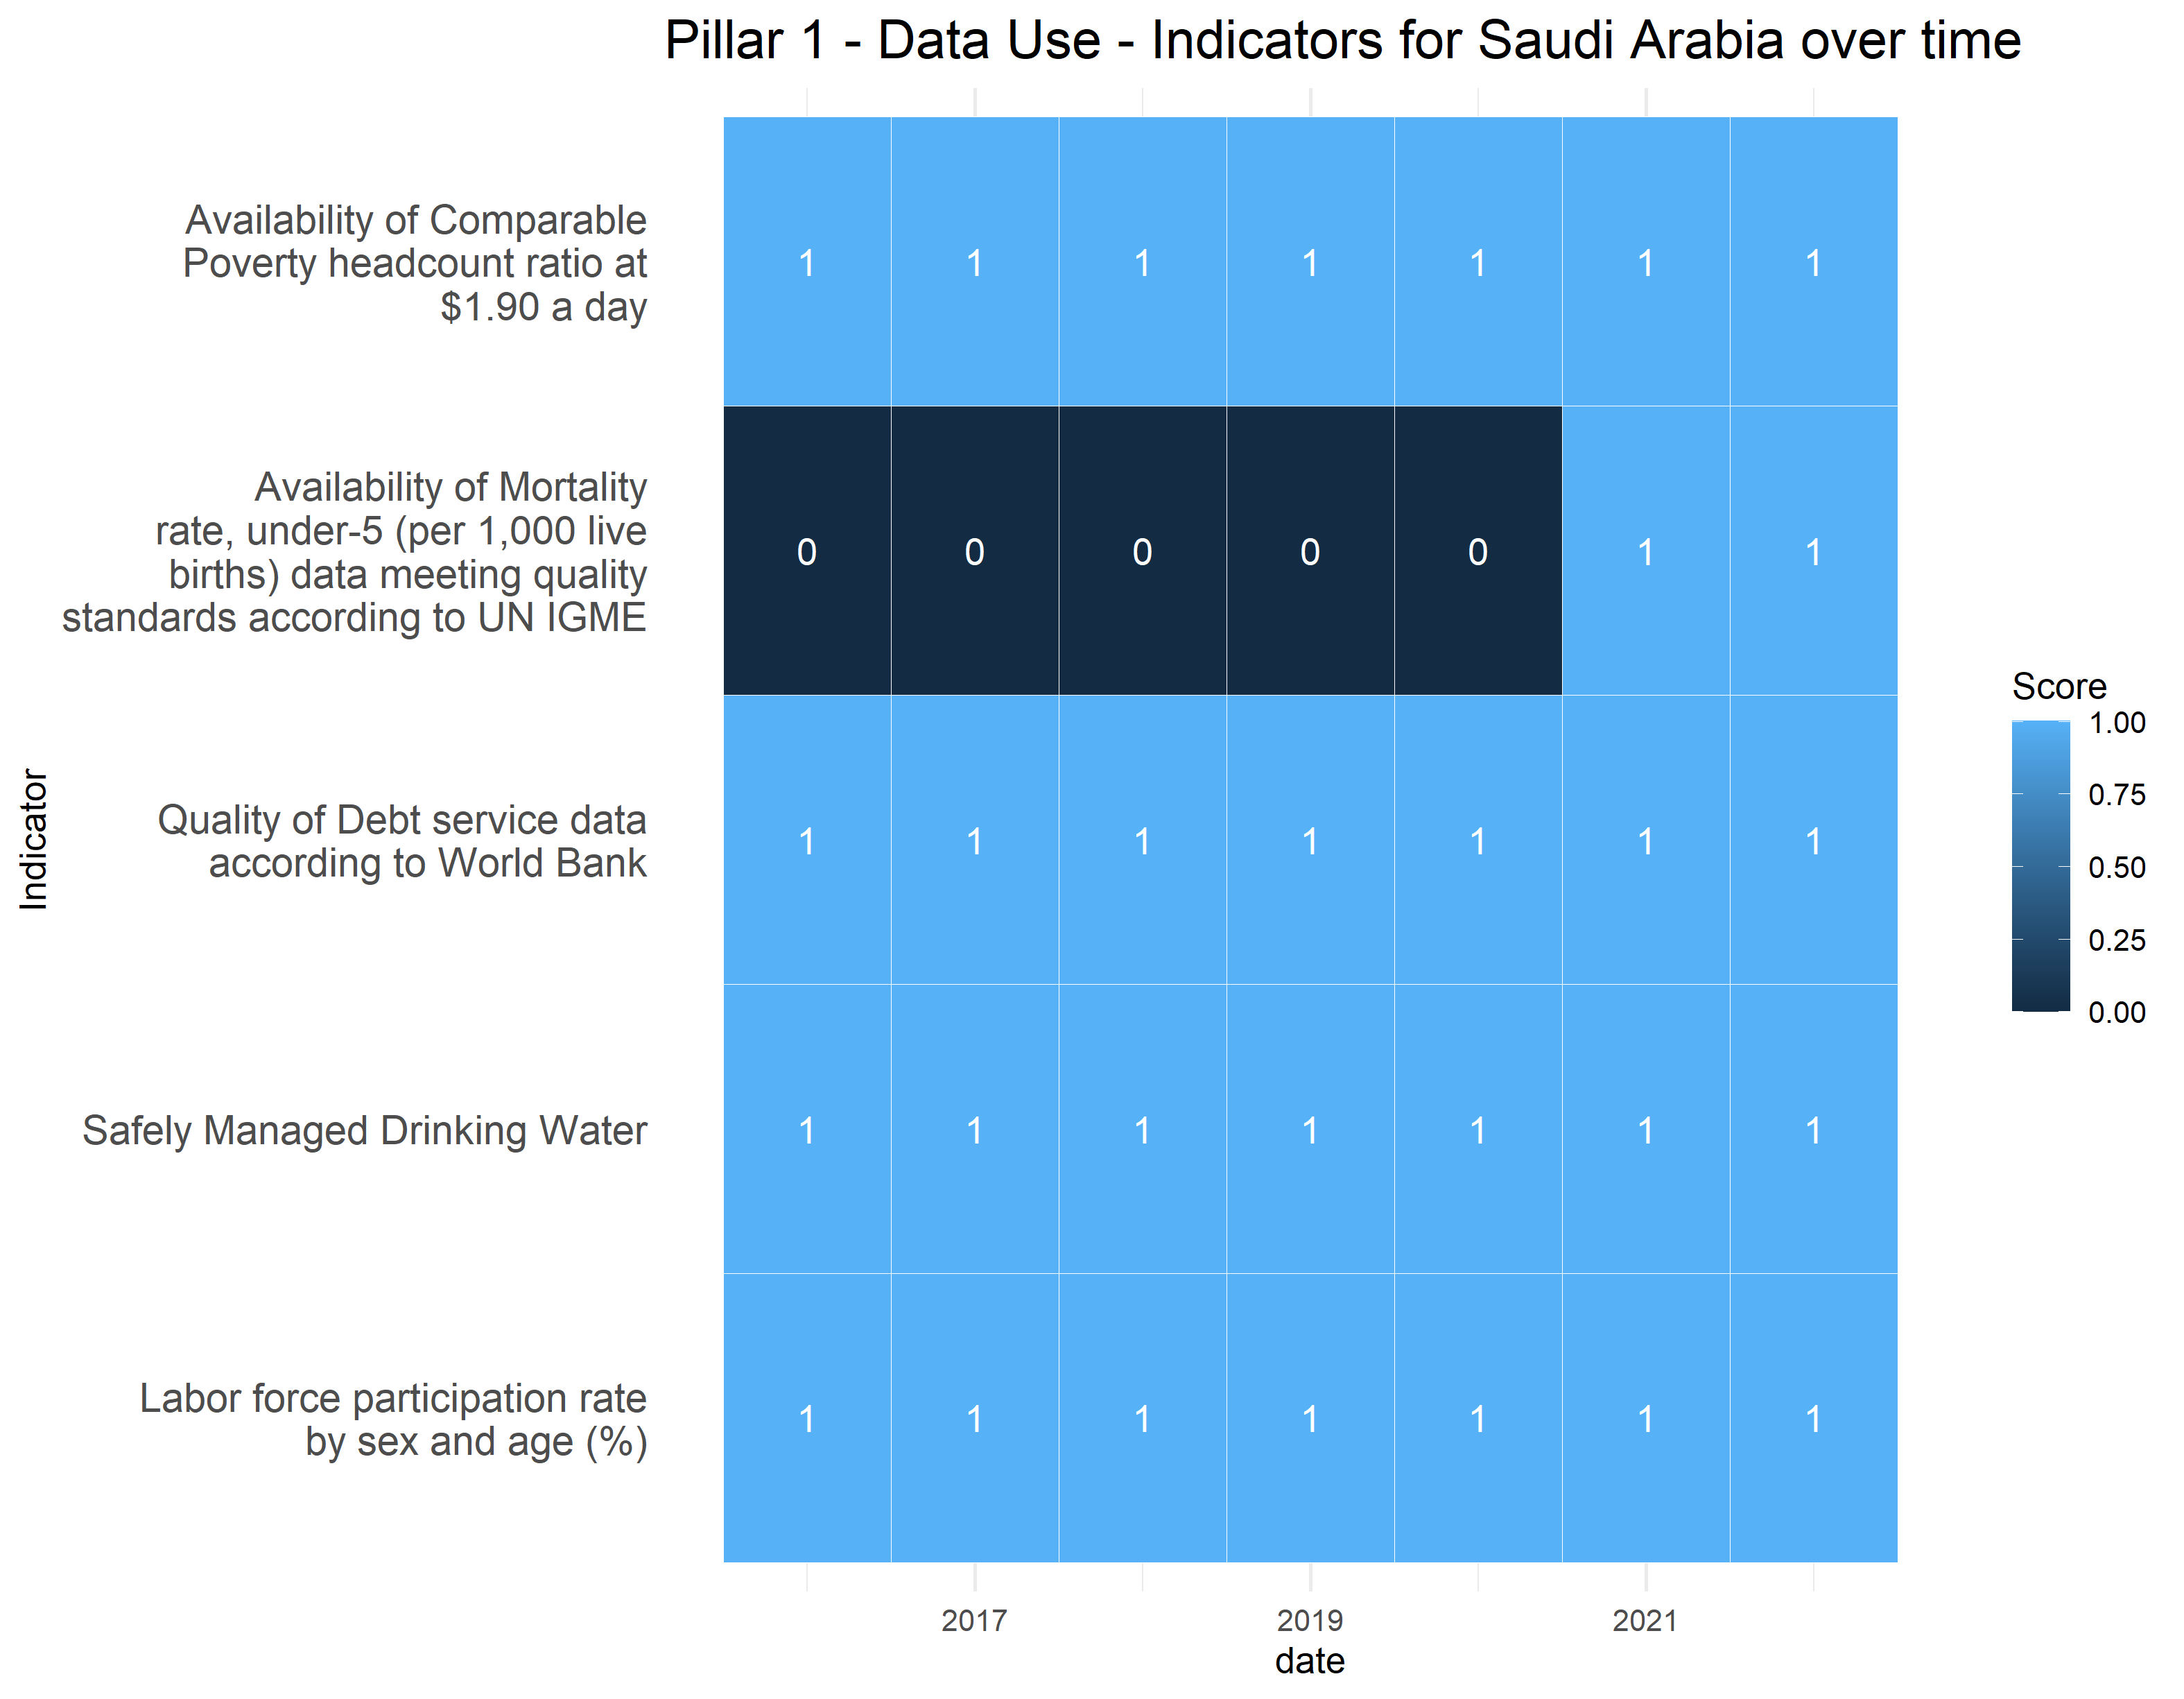 Pillar 1 - Data Use - Indicators for Saudi Arabia over time
Indicator
Availability of Comparable
Poverty headcount ratio at
$1.90 a day
1 1 1 1 1 1 1
Availability of Mortality
rate, under-5 (per 1,000 live
births) data meeting quality
standards according to UN IGME
0 0 0 0 0 1 1
Quality of Debt service data
according to World Bank
1 1 1 1 1 1 1
Safely Managed Drinking Water
1 1 1 1 1 1 1
Labor force participation rate
by sex and age (%)
1 1 1 1 1 1 1
2017 2019 2021
date
Score
1.00
0.75
0.50
0.25
0.00